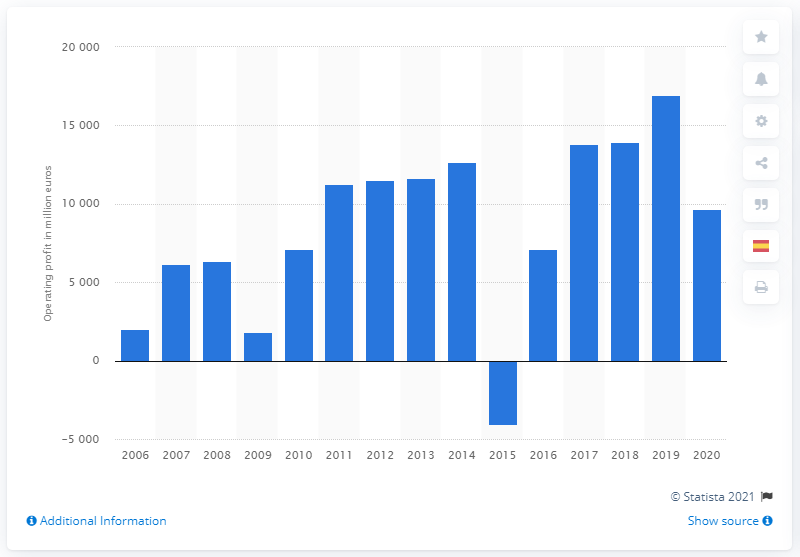 20 000
15 000
10 000
5 000
0
−5 000
Operating profit in million euros
2006 2007 2008 2009 2010 2011 2012 2013 2014 2015 2016 2017 2018 2019 2020
© Statista 2021
Additional Information
Show source